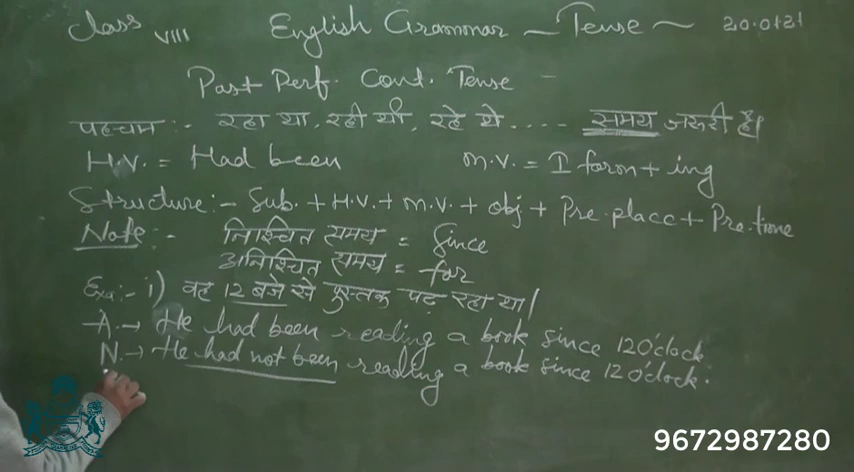 Class VIII English Grammar ~ Tense ~ 20.01.21
Past Perf. Cont. Tense -
पहचान :- रहा था, रही थी, रहे थे .... समय जरूरी है।
H.V. = Had been m.v. = I form + ing
Structure :- Sub. + H.V. + m.v. + obj + Pre. place + Pre. time
Note :- निश्चित समय = Since
अनिश्चित समय = for
Exa :- i) वह 12 बजे से पुस्तक पढ़ रहा था।
A. → He had been reading a book since 12 O'clock
N. → He had not been reading a book since 12 O'clock.
9672987280